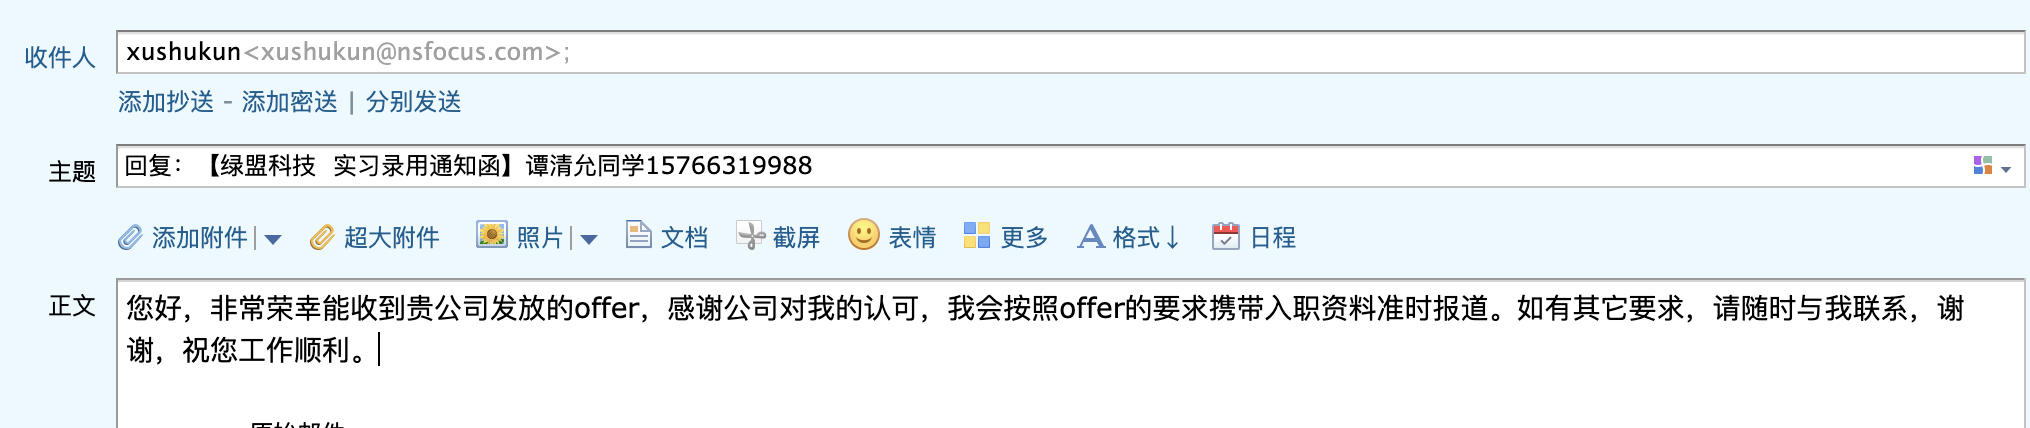 收件人 xushukun<xushukun@nsfocus.com>;
添加抄送 - 添加密送 | 分别发送
主题 回复：【绿盟科技 实习录用通知函】谭清允同学15766319988
添加附件 | 超大附件 照片 | 文档 截屏 表情 更多 格式↓ 日程
正文 您好，非常荣幸能收到贵公司发放的offer，感谢公司对我的认可，我会按照offer的要求携带入职资料准时报道。如有其它要求，请随时与我联系，谢
谢，祝您工作顺利。
原始邮件